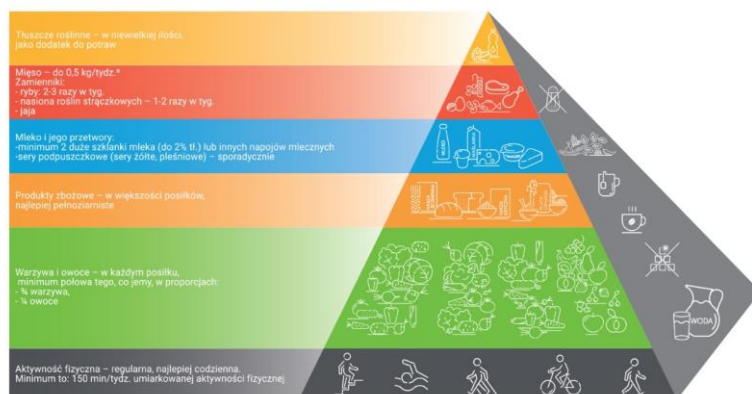 Tłuszcze roślinne – w niewielkiej ilości,
jako dodatek do potraw
Mięso – do 0,5 kg/tydz.*
Zamienniki:
- ryby: 2-3 razy w tyg.
- nasiona roślin strączkowych – 1-2 razy w tyg.
- jaja
Mleko i jego przetwory:
-minimum 2 duże szklanki mleka (do 2% tł.) lub innych napojów mlecznych
-sery podpuszczkowe (sery żółte, pleśniowe) – sporadycznie
MLEKO
Produkty zbożowe – w większości posiłków,
najlepiej pełnoziarniste
Warzywa i owoce – w każdym posiłku,
minimum połowa tego, co jemy, w proporcjach:
- ¾ warzywa,
- ¼ owoce
WODA
Aktywność fizyczna – regularna, najlepiej codzienna.
Minimum to: 150 min/tydz. umiarkowanej aktywności fizycznej